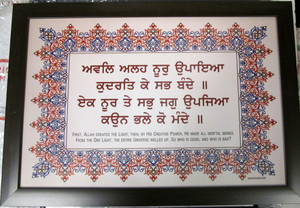 ਅਵਲਿ ਅਲਹ ਨੂਰੁ ਉਪਾਇਆ
ਕੁਦਰਤਿ ਕੇ ਸਭ ਬੰਦੇ ॥
ਏਕ ਨੂਰ ਤੇ ਸਭੁ ਜਗੁ ਉਪਜਿਆ
ਕਉਨ ਭਲੇ ਕੋ ਮੰਦੇ ॥
First, Allah created the Light; then, by His Creative Power, He made all mortal beings
From the One Light, the entire universe welled up. So who is good, and who is bad?